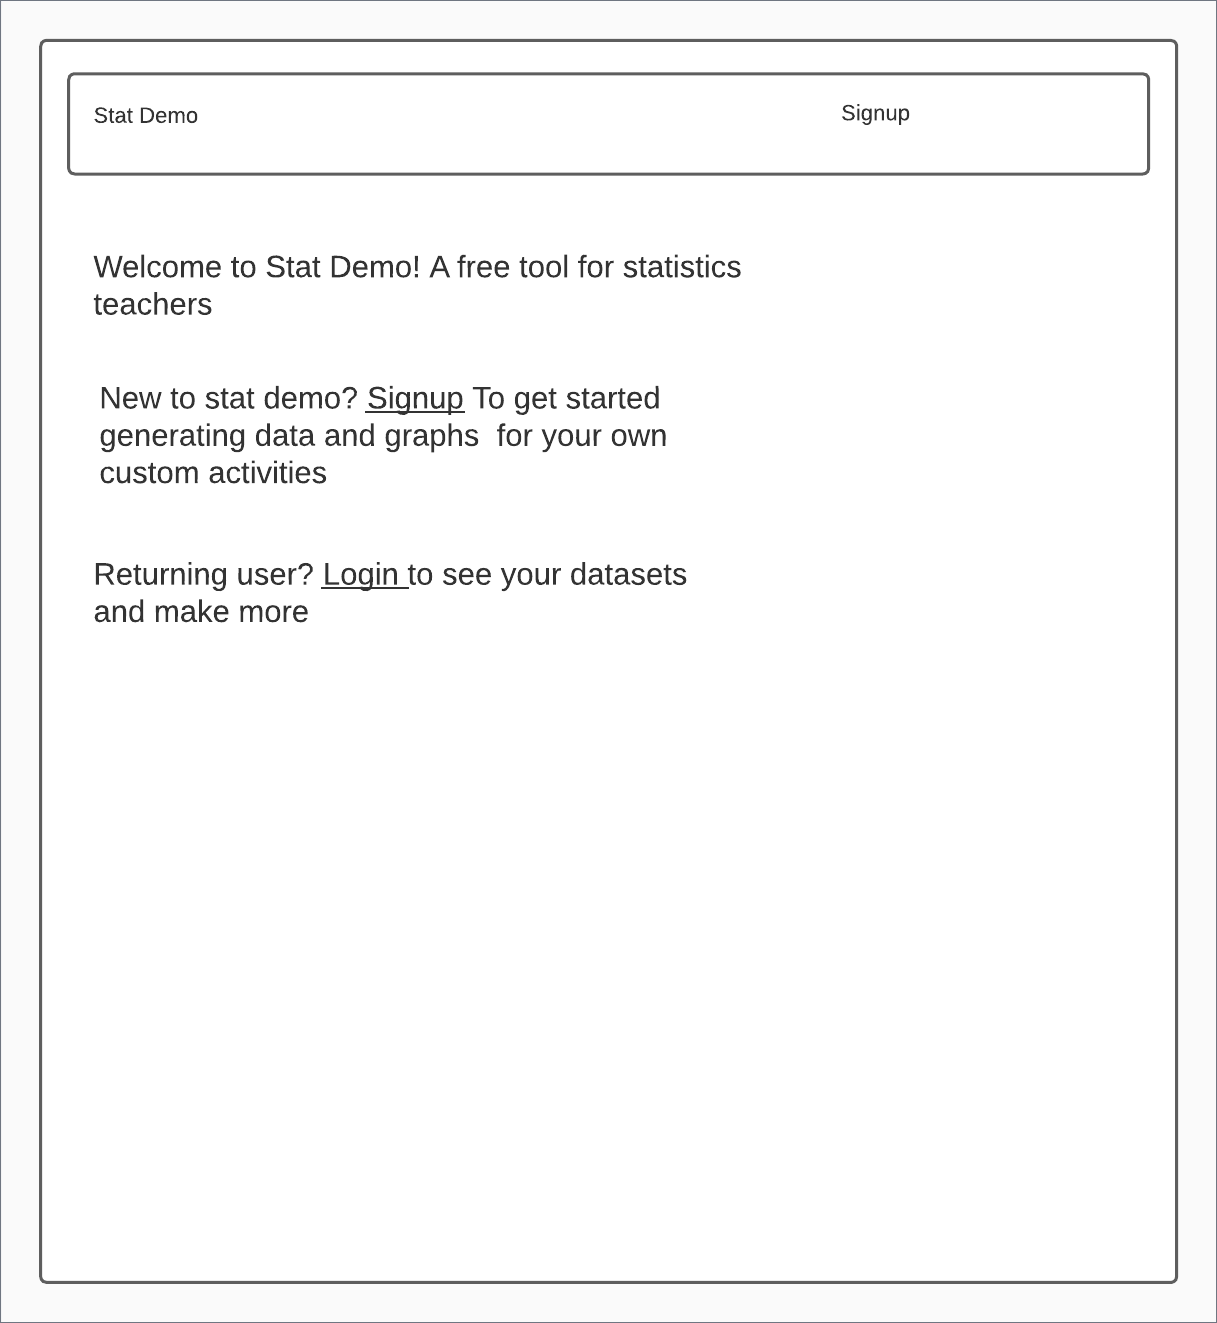 Stat Demo
Signup
Welcome to Stat Demo! A free tool for statistics
teachers
New to stat demo? Signup To get started
generating data and graphs  for your own
custom activities
Returning user? Login to see your datasets
and make more